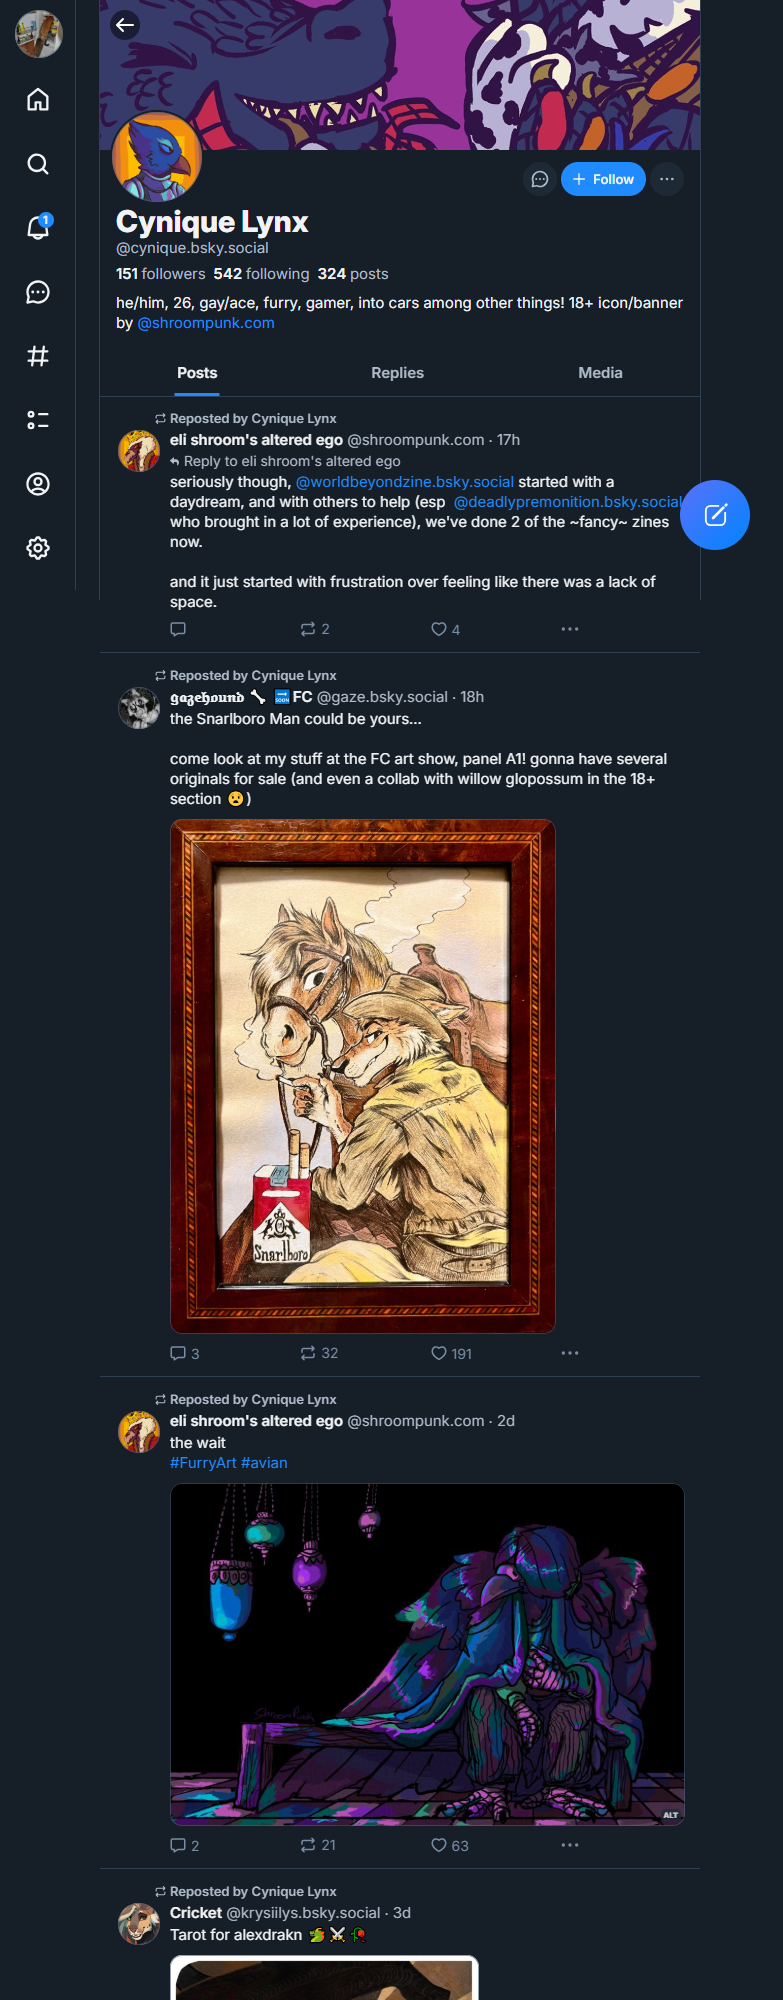 1
+ Follow
Cynique Lynx
@cynique.bsky.social
151 followers 542 following 324 posts
he/him, 26, gay/ace, furry, gamer, into cars among other things! 18+ icon/banner
by @shroompunk.com
Posts Replies Media
Reposted by Cynique Lynx
eli shroom's altered ego @shroompunk.com · 17h
Reply to eli shroom's altered ego
seriously though, @worldbeyondzine.bsky.social started with a
daydream, and with others to help (esp @deadlypremonition.bsky.social
who brought in a lot of experience), we've done 2 of the ~fancy~ zines
now.
and it just started with frustration over feeling like there was a lack of
space.
2 4
Reposted by Cynique Lynx
𝖌𝖆𝖟𝖊𝖍𝖔𝖚𝖓𝖉 🦴 🔜 FC @gaze.bsky.social · 18h
the Snarlboro Man could be yours...
come look at my stuff at the FC art show, panel A1! gonna have several
originals for sale (and even a collab with willow glopossum in the 18+
section 😦)
Snarlboro
3 32 191
Reposted by Cynique Lynx
eli shroom's altered ego @shroompunk.com · 2d
the wait
#FurryArt #avian
ShroomPunk
ALT
2 21 63
Reposted by Cynique Lynx
Cricket @krysiilys.bsky.social · 3d
Tarot for alexdrakn 🐲⚔️🥀